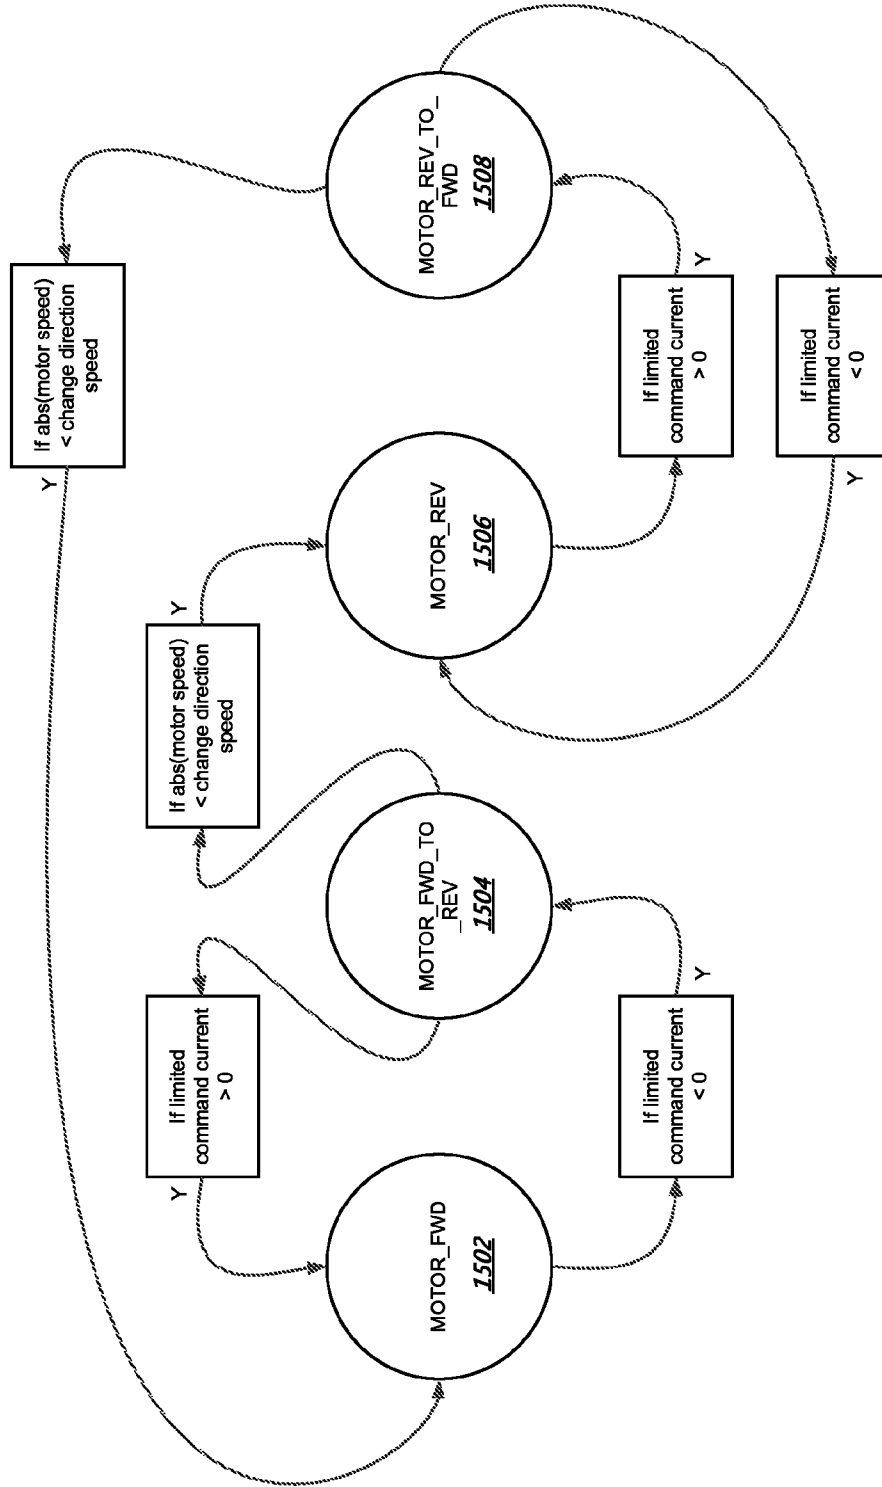 If abs(motor speed)
< change direction
speed
Y
If limited
command current
> 0
Y
If abs(motor speed)
< change direction
speed
Y
MOTOR_FWD
1502
MOTOR_FWD_TO
_REV
1504
MOTOR_REV
1506
MOTOR_REV_TO_
FWD
1508
If limited
command current
< 0
Y
If limited
command current
> 0
Y
If limited
command current
< 0
Y